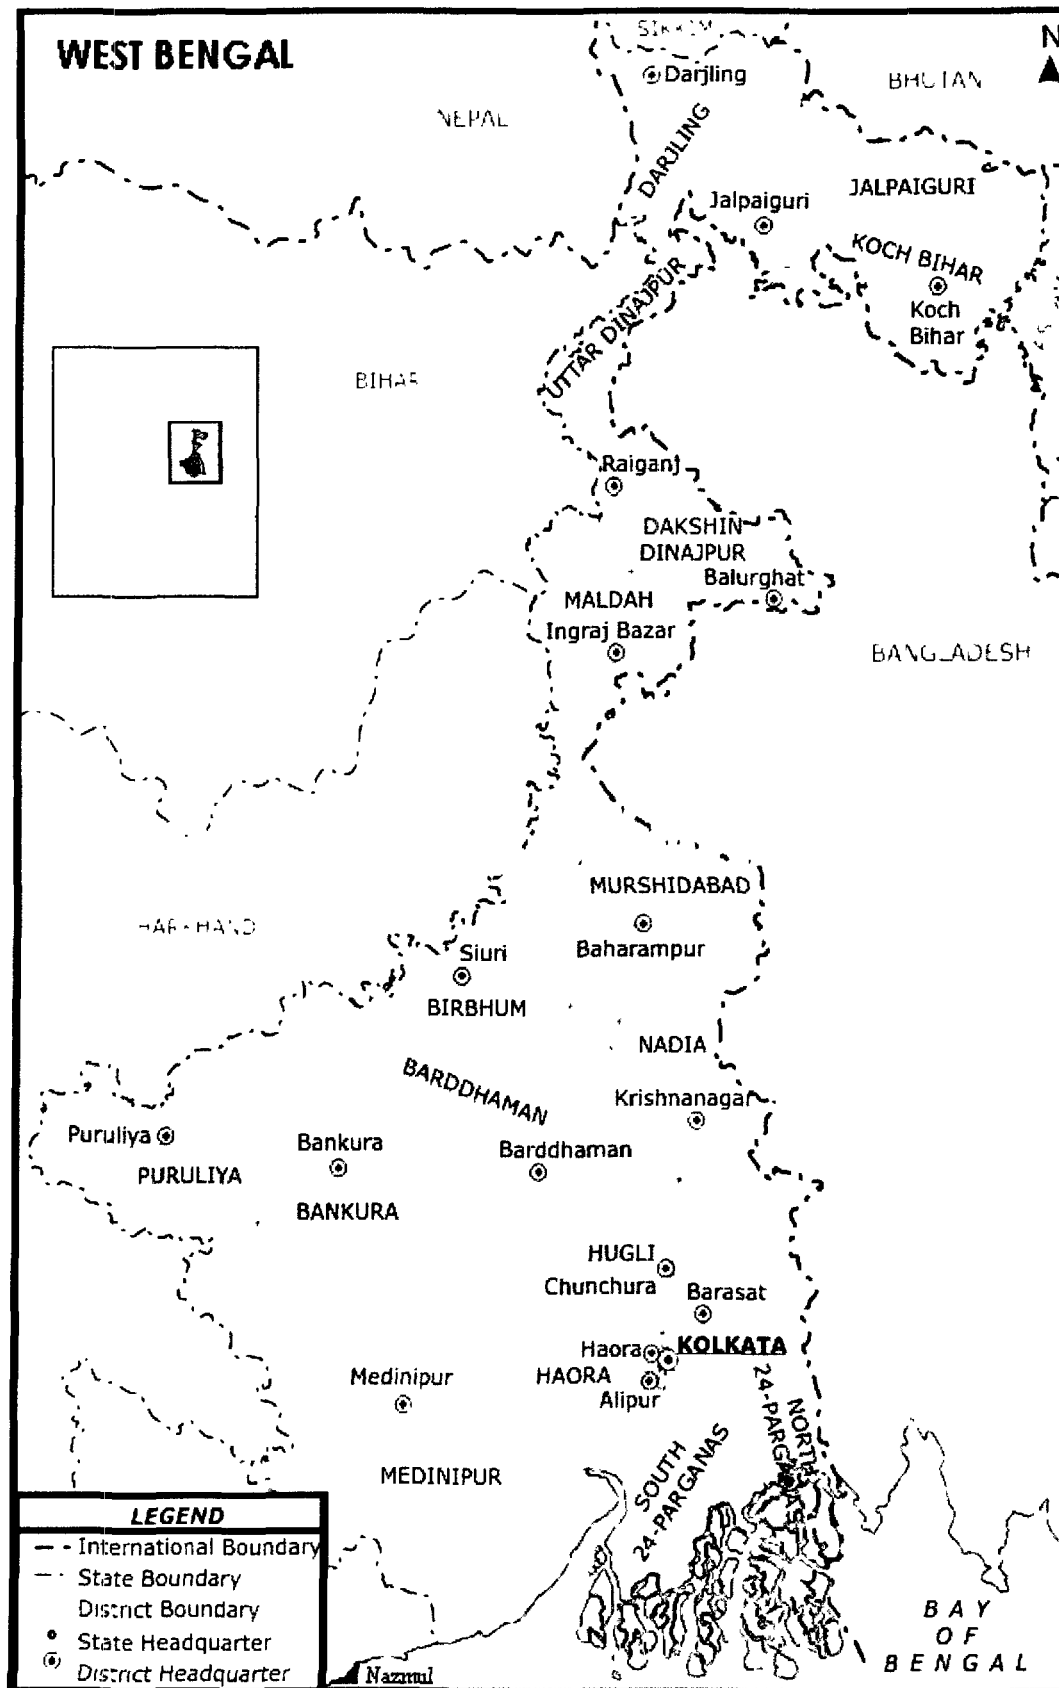 WEST BENGAL
SIKKIM
N
Darjling
BHUTAN
NEPAL
DARJLING
JALPAIGURI
Jalpaiguri
KOCH BIHAR
Koch
Bihar
UTTAR DINAJPUR
BIHAR
Raiganj
DAKSHIN
DINAJPUR
Balurghat
MALDAH
Ingraj Bazar
BANGLADESH
MURSHIDABAD
Baharampur
Siuri
BIRBHUM
NADIA
BARDDHAMAN
Krishnanagar
Puruliya
PURULIYA
Bankura
BANKURA
Barddhaman
HUGLI
Chunchura
Barasat
Haora
KOLKATA
HAORA
Alipur
Medinipur
MEDINIPUR
NORTH
24-PARGANAS
SOUTH
24-PARGANAS
LEGEND
International Boundary
State Boundary
District Boundary
State Headquarter
District Headquarter
Nazmul
BAY
OF
BENGAL